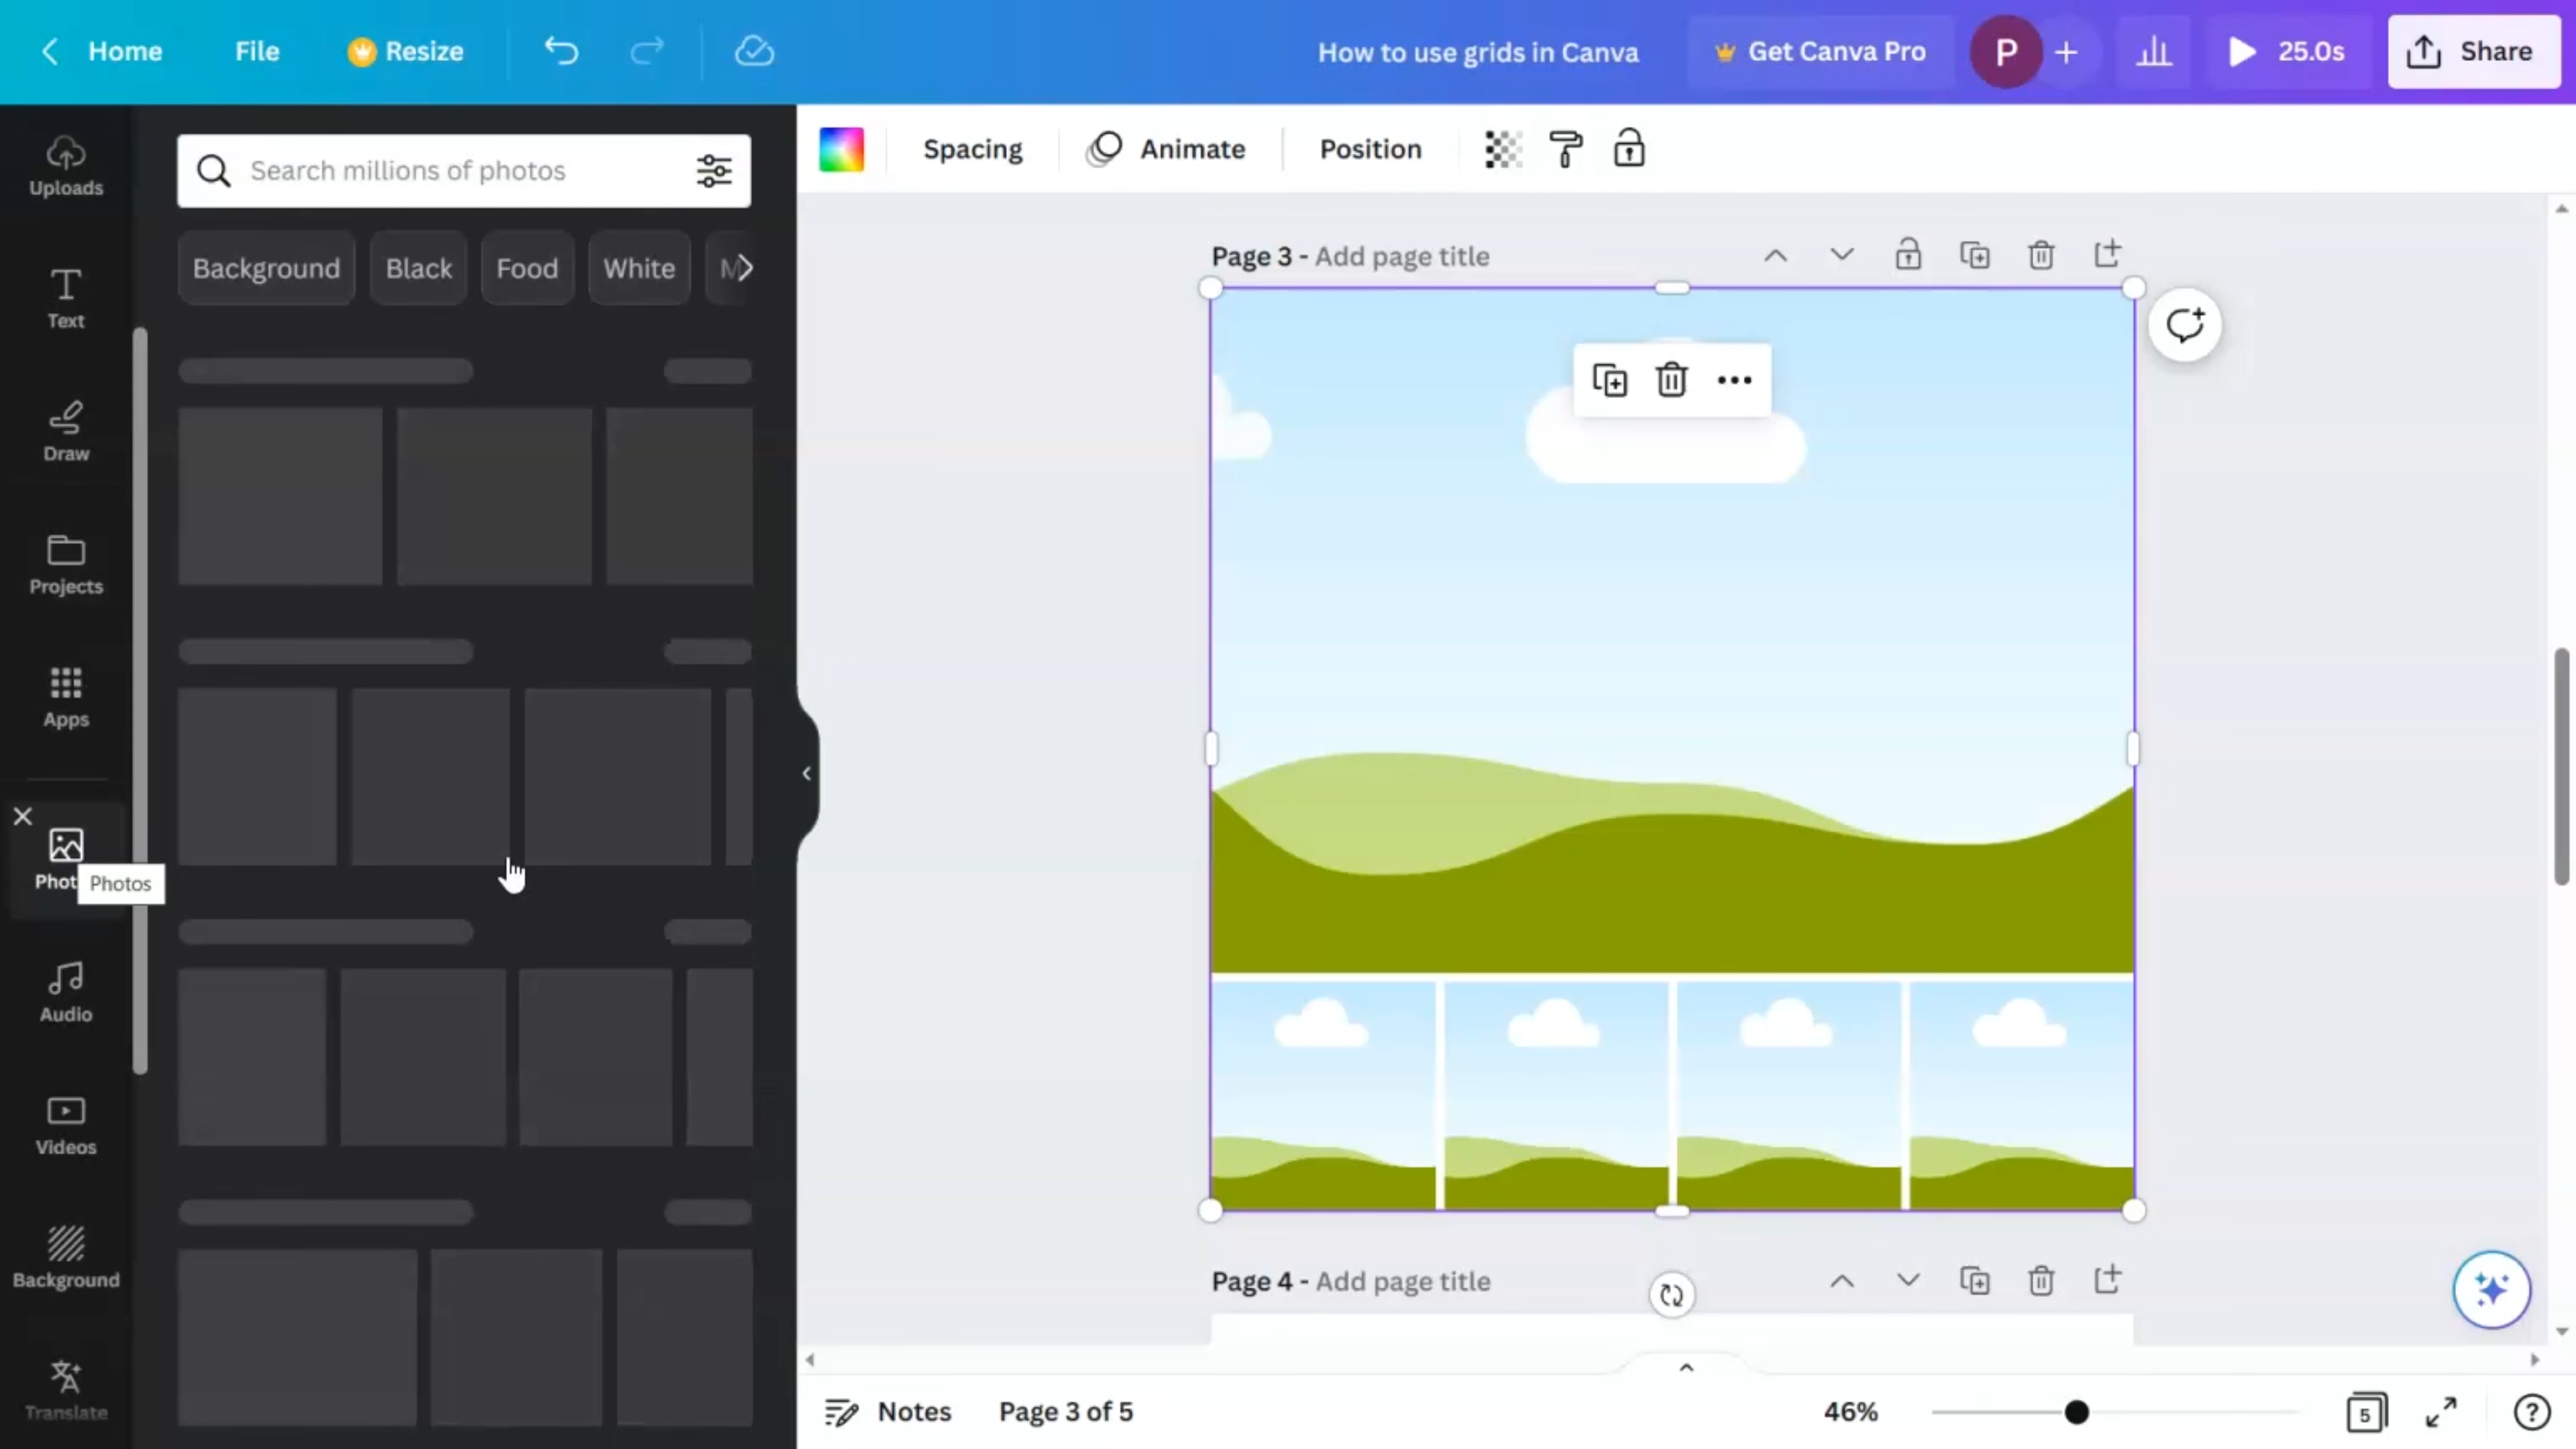 Home File Resize How to use grids in Canva Get Canva Pro P 25.0s Share
Uploads
Search millions of photos
Spacing Animate Position
Background Black Food White M
Page 3 - Add page title
Text
Draw
Projects
Apps
Phot
Photos
Audio
Videos
Background
Translate
Page 4 - Add page title
Notes Page 3 of 5 46% 5 ?